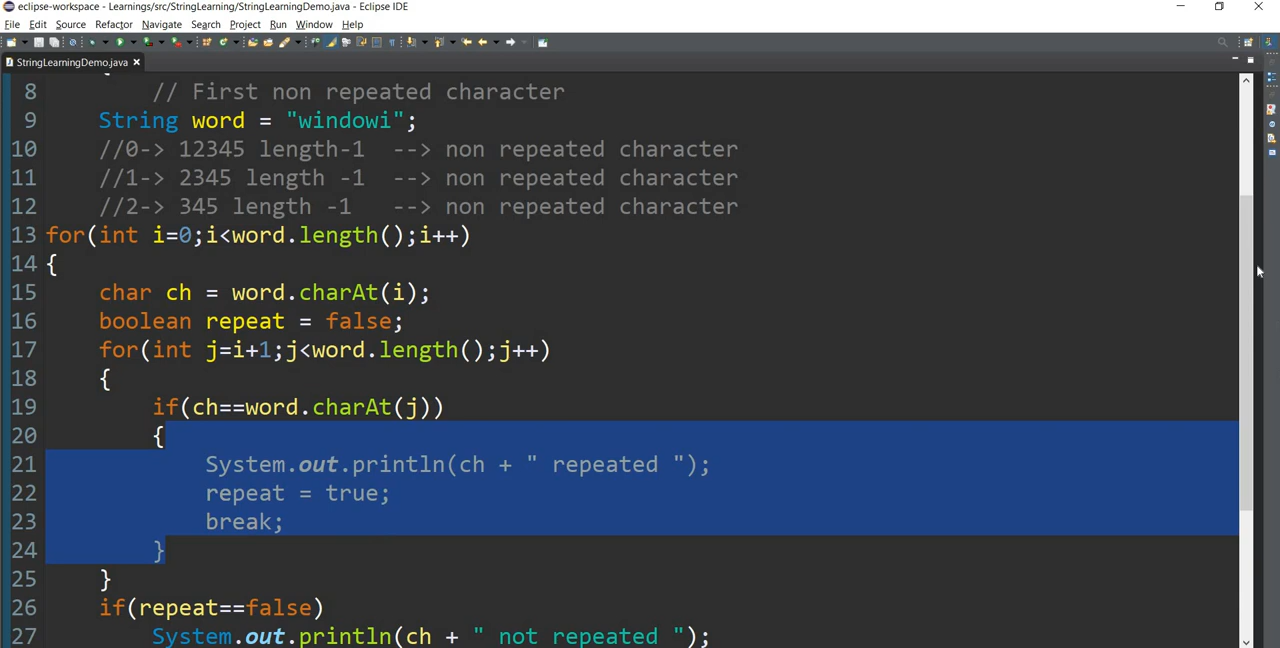 eclipse-workspace - Learnings/src/StringLearning/StringLearningDemo.java - Eclipse IDE
File Edit Source Refactor Navigate Search Project Run Window Help
StringLearningDemo.java
8 // First non repeated character
9 String word = "windowi";
10 //0-> 12345 length-1 --> non repeated character
11 //1-> 2345 length -1 --> non repeated character
12 //2-> 345 length -1 --> non repeated character
13 for(int i=0;i<word.length();i++)
14 {
15 char ch = word.charAt(i);
16 boolean repeat = false;
17 for(int j=i+1;j<word.length();j++)
18 {
19 if(ch==word.charAt(j))
20 {
21 System.out.println(ch + " repeated ");
22 repeat = true;
23 break;
24 }
25 }
26 if(repeat==false)
27 System.out.println(ch + " not repeated ");